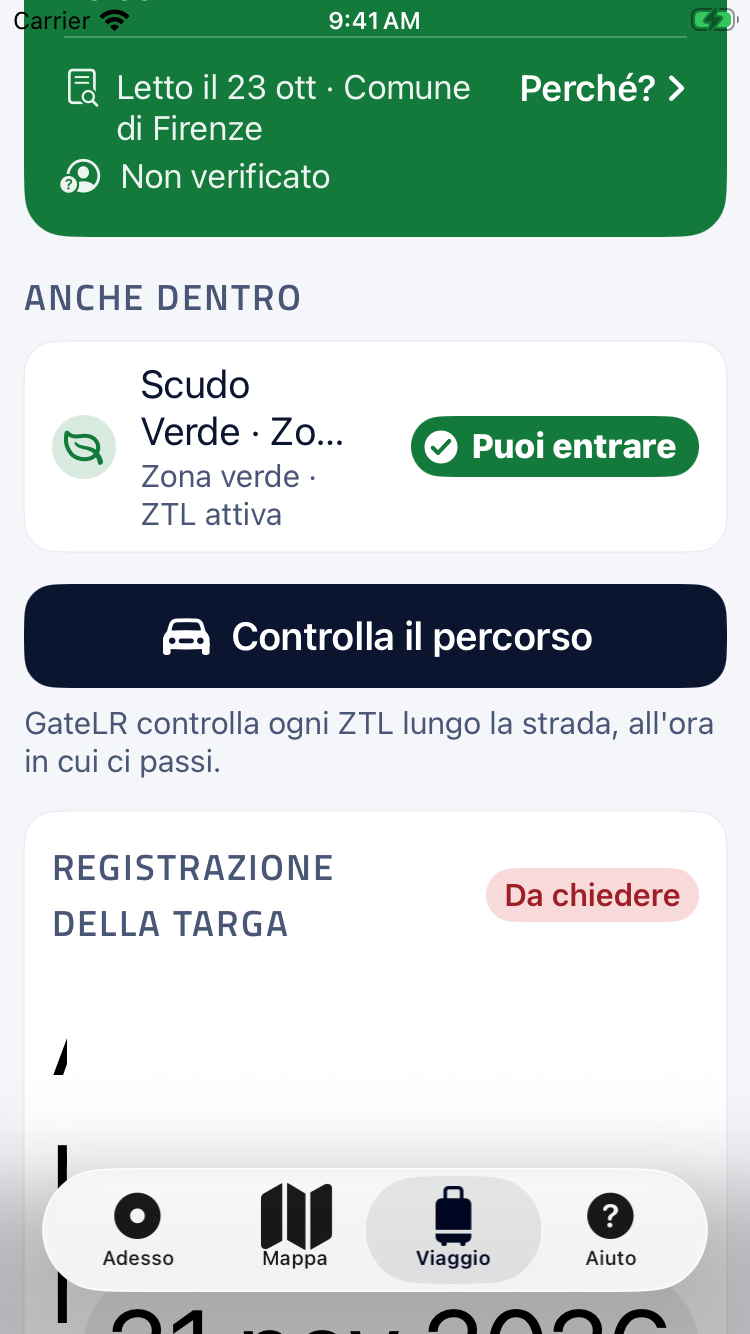 Carrier 9:41 AM
Letto il 23 ott · Comune di Firenze
Perché?
Non verificato
ANCHE DENTRO
Scudo
Verde · Zo...
Zona verde ·
ZTL attiva
Puoi entrare
Controlla il percorso
GateLR controlla ogni ZTL lungo la strada, all'ora
in cui ci passi.
REGISTRAZIONE
DELLA TARGA
Da chiedere
Adesso
Mappa
Viaggio
Aiuto